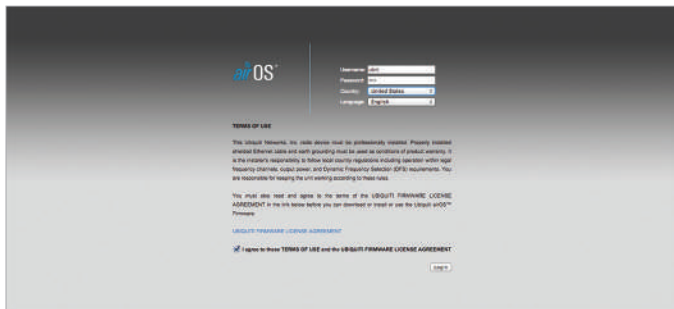 airOS
Username: ubnt
Password:
Country: United States
Language: English
TERMS OF USE
This Ubiquiti Networks, Inc. radio device must be professionally installed. Properly installed
shielded Ethernet cable and earth grounding must be used as conditions of product warranty. It
is the installer's responsibility to follow local country regulations including operation within legal
frequency channels, output power, and Dynamic Frequency Selection (DFS) requirements. You
are responsible for keeping the unit working according to these rules.
You must also read and agree to the terms of the UBIQUITI FIRMWARE LICENSE
AGREEMENT in the link below before you can download or install or use the Ubiquiti airOS™
Firmware.
UBIQUITI FIRMWARE LICENSE AGREEMENT
I agree to these TERMS OF USE and the UBIQUITI FIRMWARE LICENSE AGREEMENT
Login